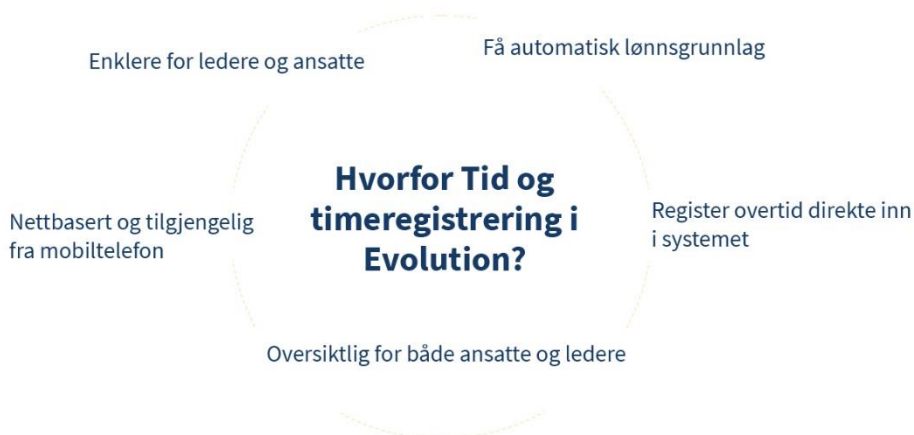 Enklere for ledere og ansatte
Få automatisk lønnsgrunnlag
Hvorfor Tid og
timeregistrering i
Evolution?
Nettbasert og tilgjengelig
fra mobiltelefon
Register overtid direkte inn
i systemet
Oversiktlig for både ansatte og ledere